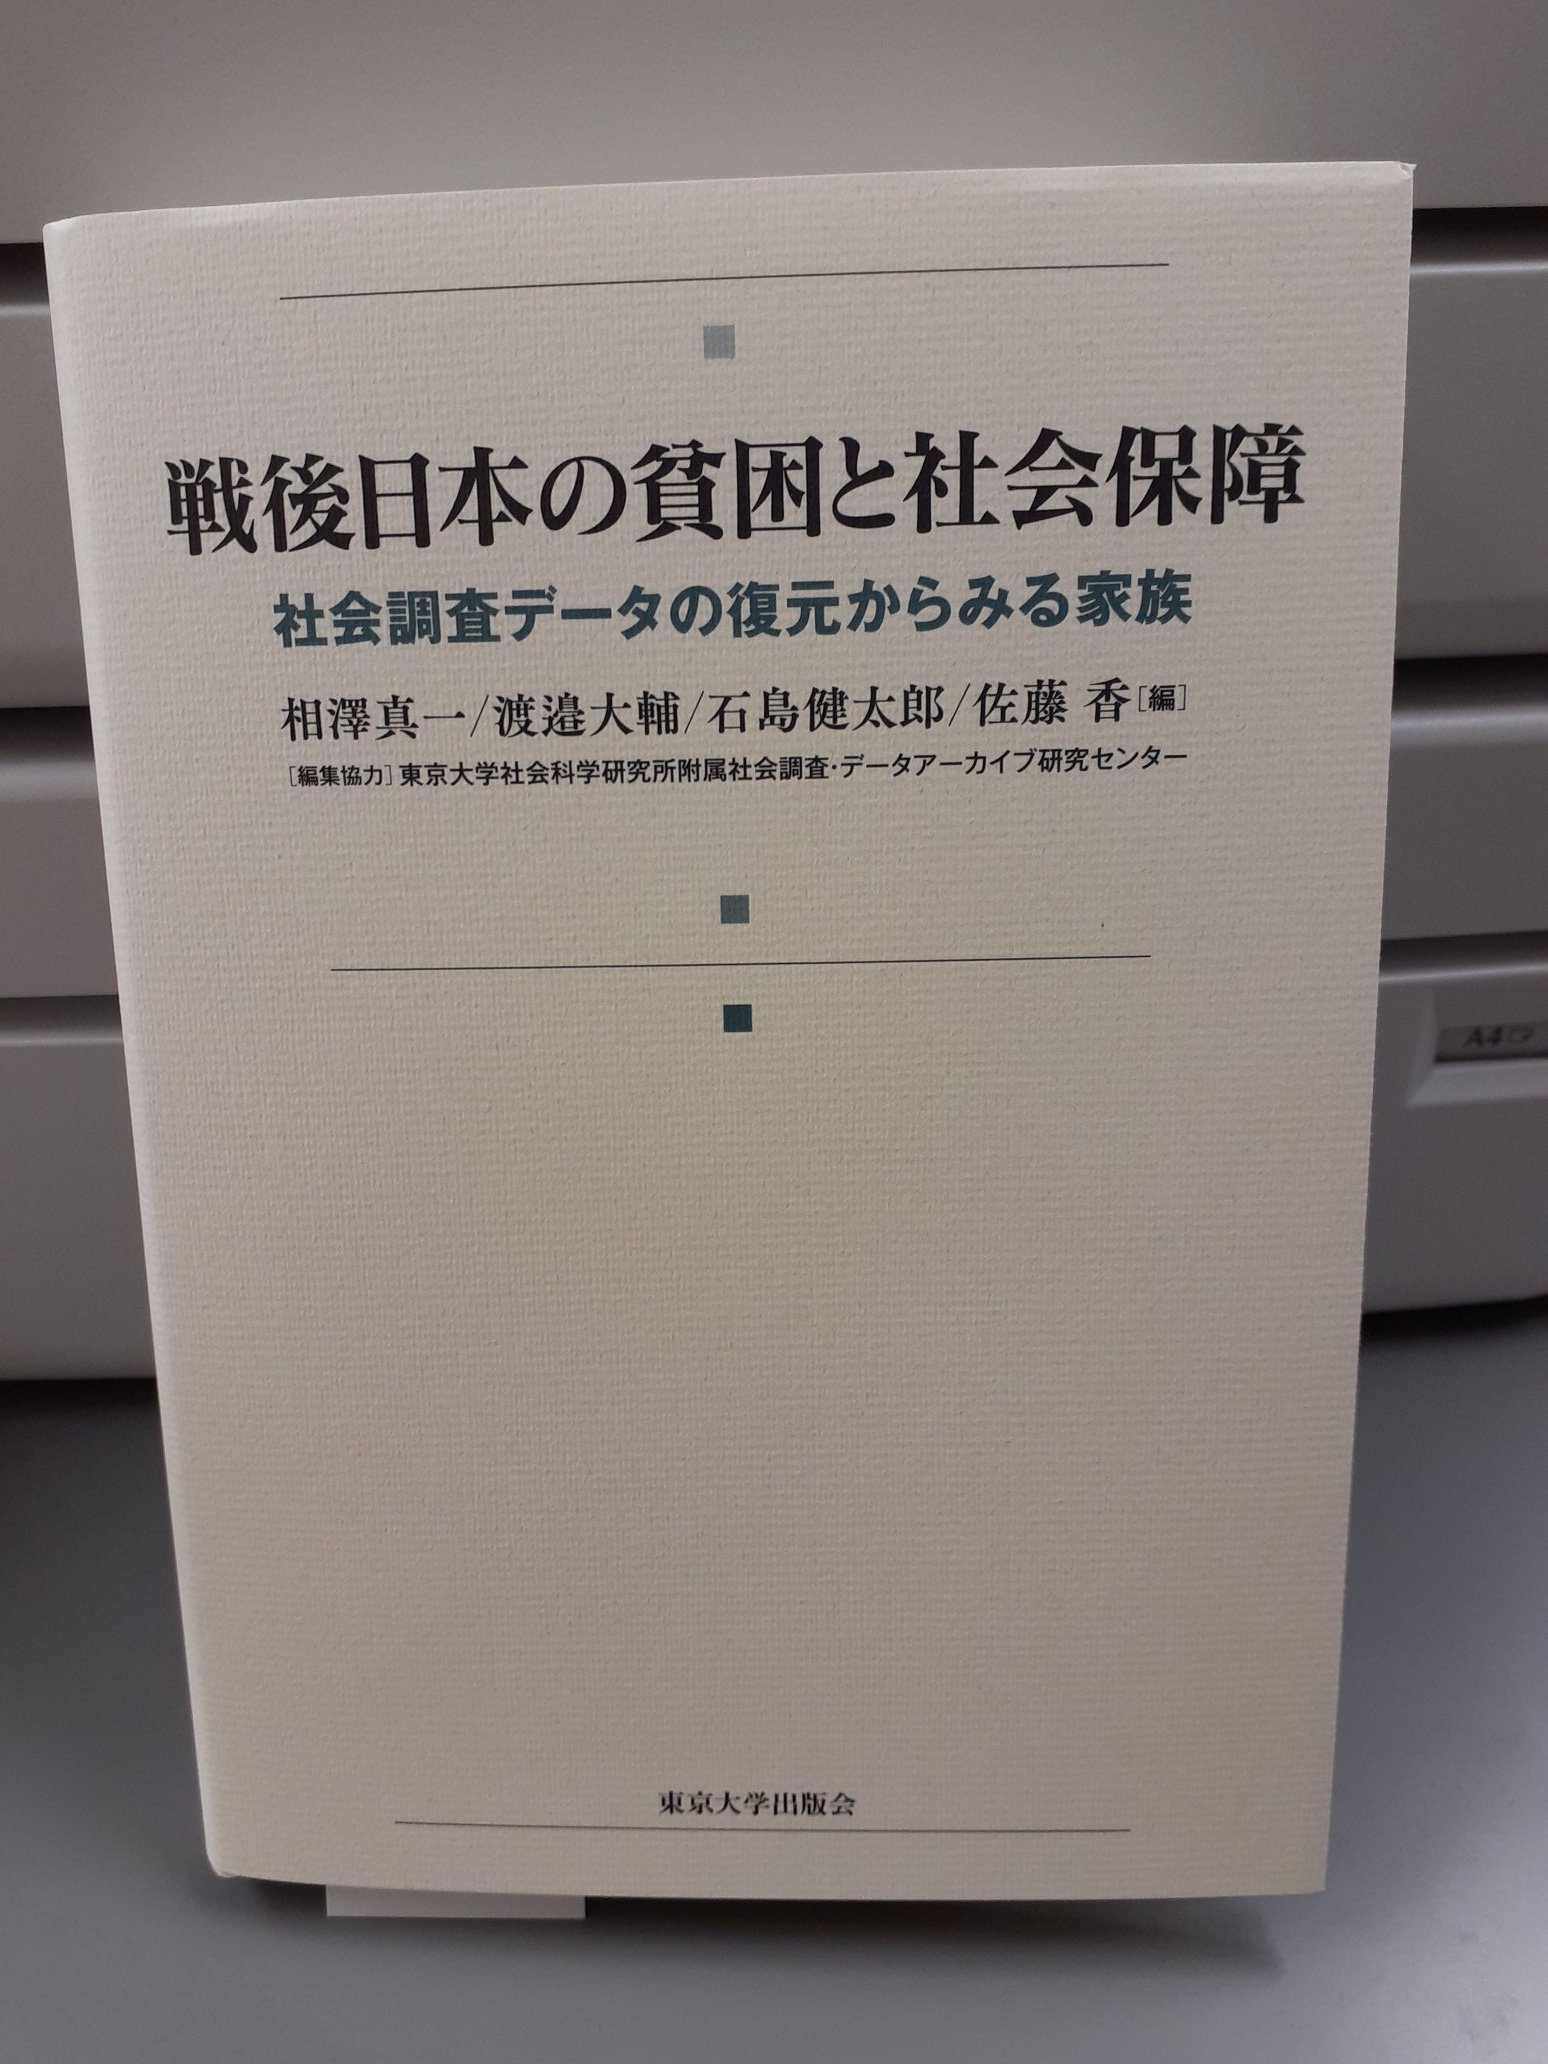 戦後日本の貧困と社会保障
社会調査データの復元からみる家族
相澤真一/渡邉大輔/石島健太郎/佐藤 香[編]
[編集協力]東京大学社会科学研究所附属社会調査・データアーカイブ研究センター
A4
東京大学出版会